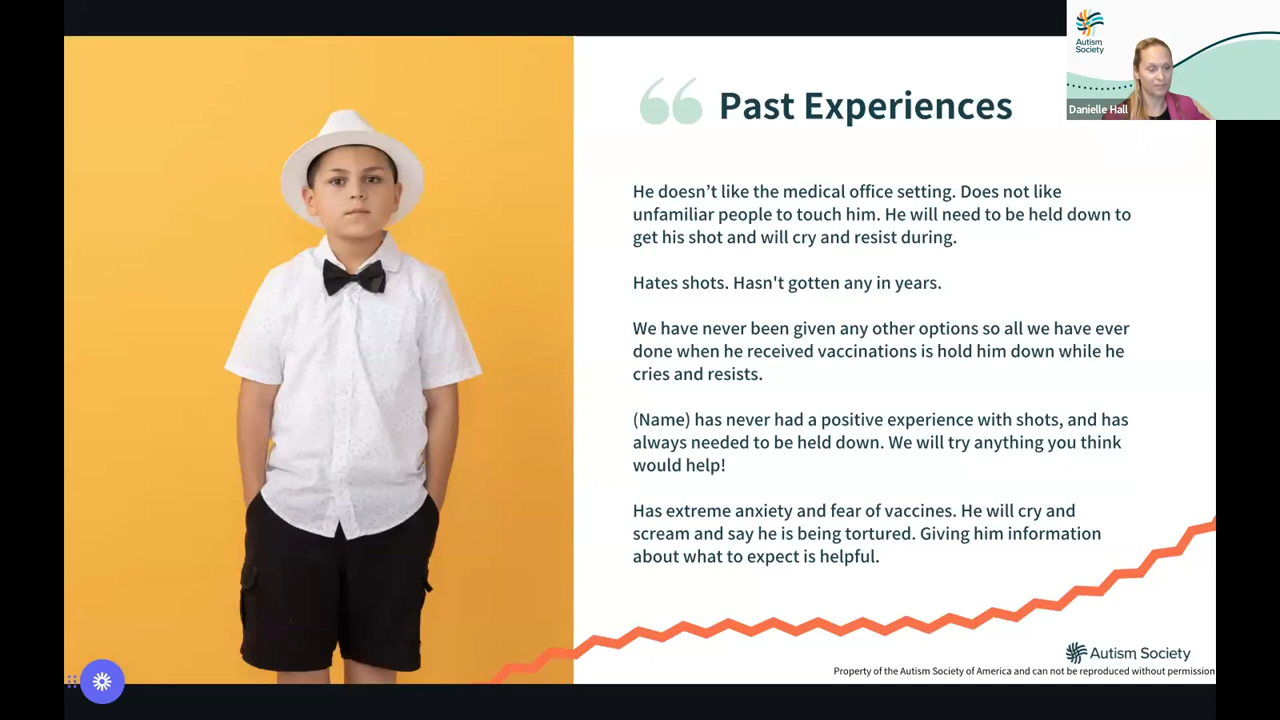 Autism
Society
Danielle Hall
Past Experiences
He doesn’t like the medical office setting. Does not like
unfamiliar people to touch him. He will need to be held down to
get his shot and will cry and resist during.
Hates shots. Hasn't gotten any in years.
We have never been given any other options so all we have ever
done when he received vaccinations is hold him down while he
cries and resists.
(Name) has never had a positive experience with shots, and has
always needed to be held down. We will try anything you think
would help!
Has extreme anxiety and fear of vaccines. He will cry and
scream and say he is being tortured. Giving him information
about what to expect is helpful.
Autism Society
Property of the Autism Society of America and can not be reproduced without permission